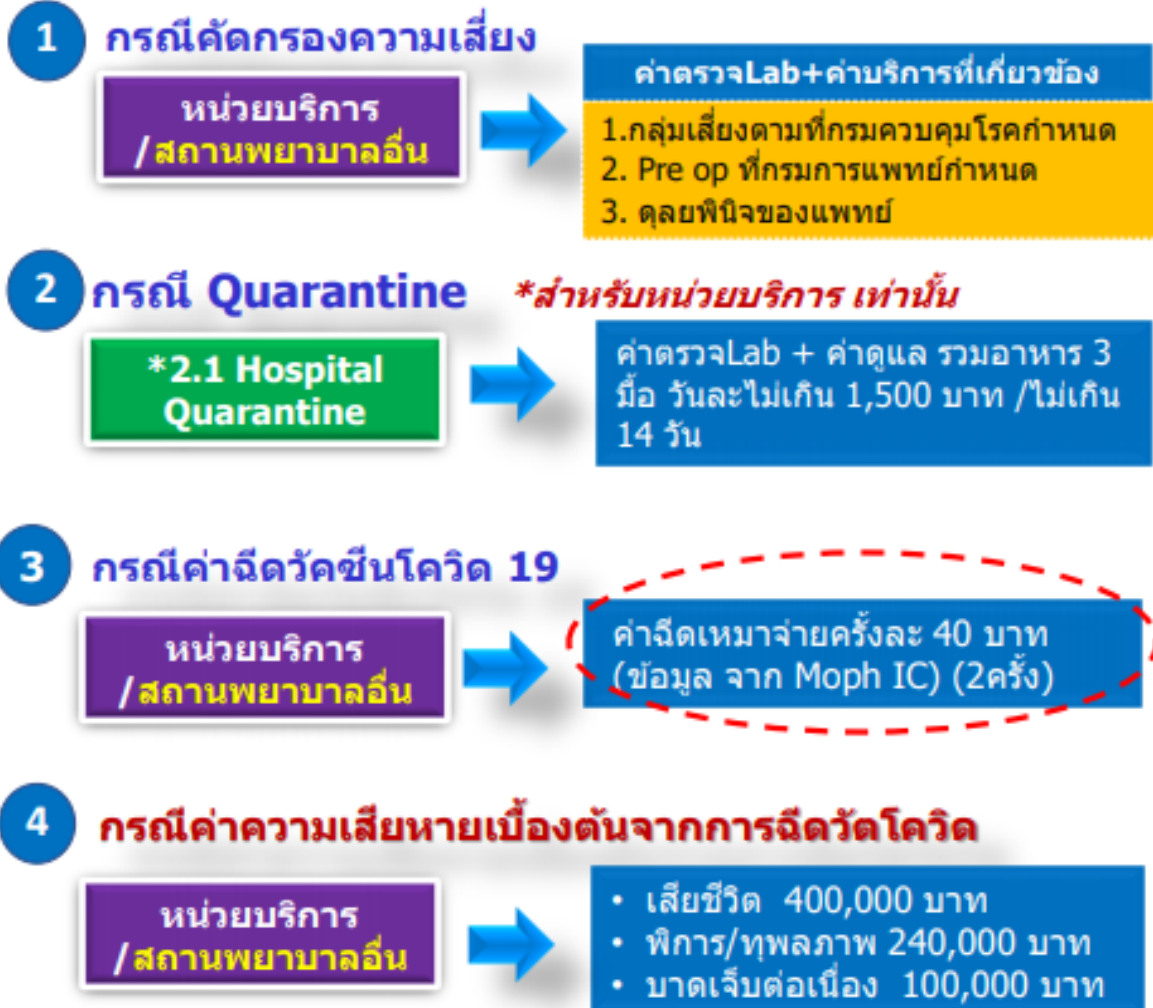 1
กรณีคัดกรองความเสี่ยง
หน่วยบริการ
/สถานพยาบาลอื่น
ค่าตรวจLab+ค่าบริการที่เกี่ยวข้อง
1.กลุ่มเสี่ยงตามที่กรมควบคุมโรคกำหนด
2. Pre op ที่กรมการแพทย์กำหนด
3. ดุลยพินิจของแพทย์
2
กรณี Quarantine *สำหรับหน่วยบริการ เท่านั้น
*2.1 Hospital
Quarantine
ค่าตรวจLab + ค่าดูแล รวมอาหาร 3
มื้อ วันละไม่เกิน 1,500 บาท /ไม่เกิน
14 วัน
3
กรณีค่าฉีดวัคซีนโควิด 19
หน่วยบริการ
/สถานพยาบาลอื่น
ค่าฉีดเหมาจ่ายครั้งละ 40 บาท
(ข้อมูล จาก Moph IC) (2ครั้ง)
4
กรณีค่าความเสียหายเบื้องต้นจากการฉีดวัตโควิด
หน่วยบริการ
/สถานพยาบาลอื่น
• เสียชีวิต 400,000 บาท
• พิการ/ทุพลภาพ 240,000 บาท
• บาดเจ็บต่อเนื่อง 100,000 บาท